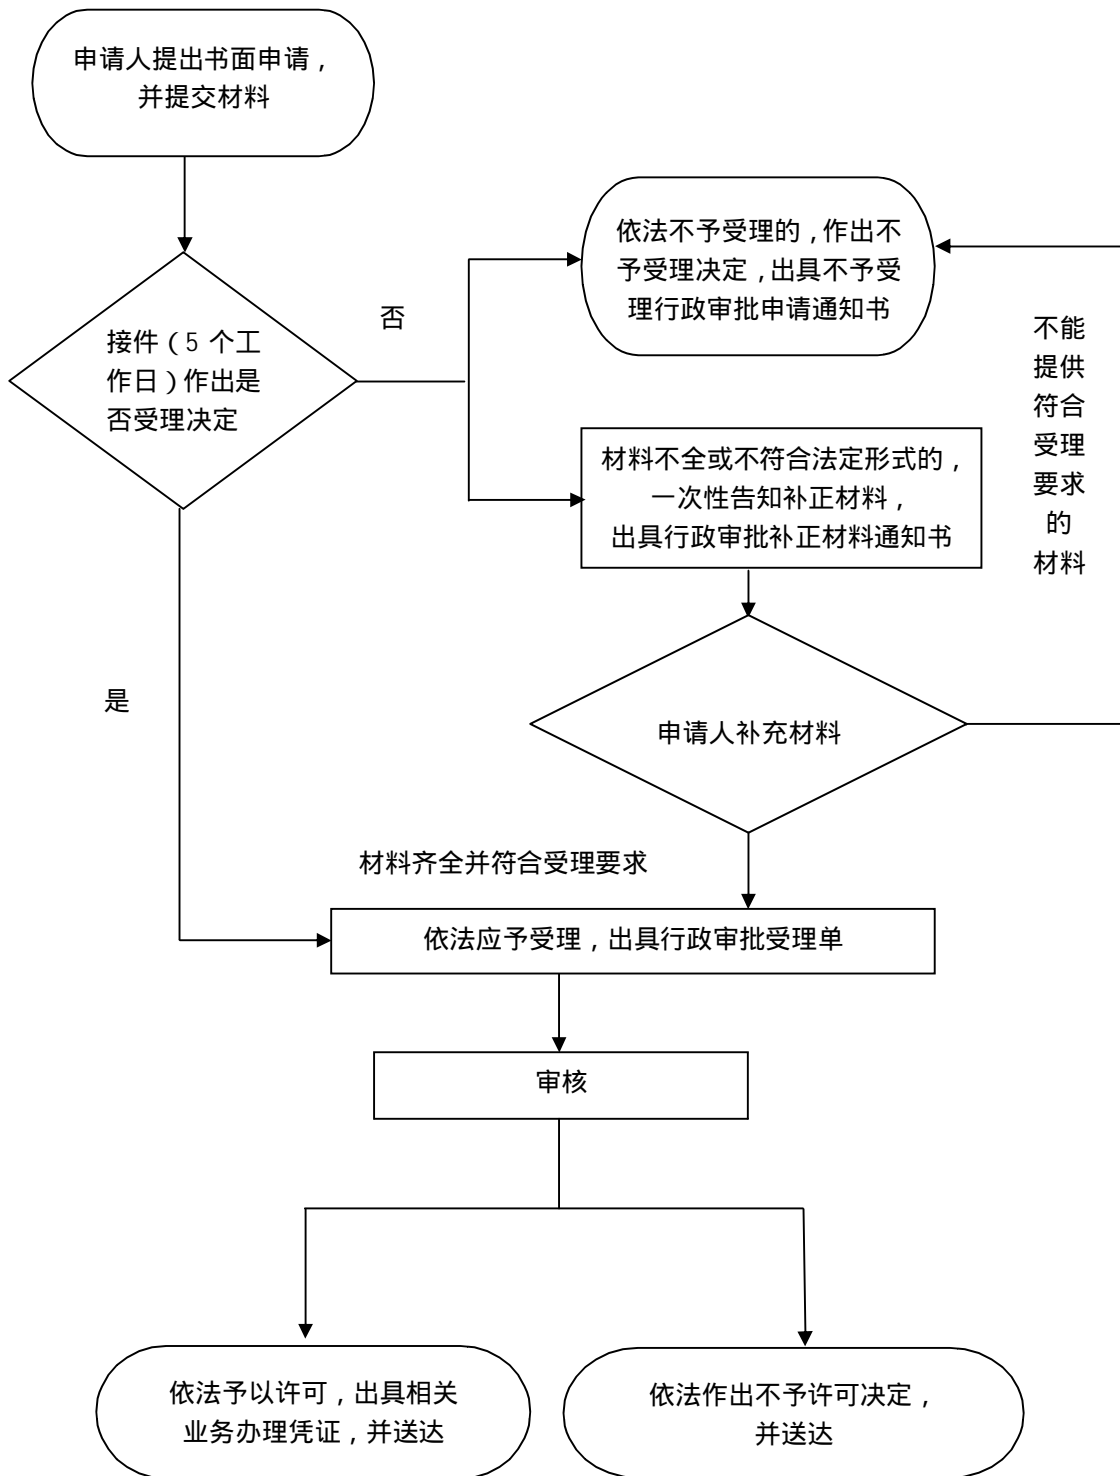 申请人提出书面申请，
并提交材料
依法不予受理的，作出不
予受理决定，出具不予受
理行政审批申请通知书
否
接件（5 个工
作日）作出是
否受理决定
不能
提供
符合
受理
要求
的
材料
材料不全或不符合法定形式的，
一次性告知补正材料，
出具行政审批补正材料通知书
是
申请人补充材料
材料齐全并符合受理要求
依法应予受理，出具行政审批受理单
审核
依法予以许可，出具相关
业务办理凭证，并送达
依法作出不予许可决定，
并送达